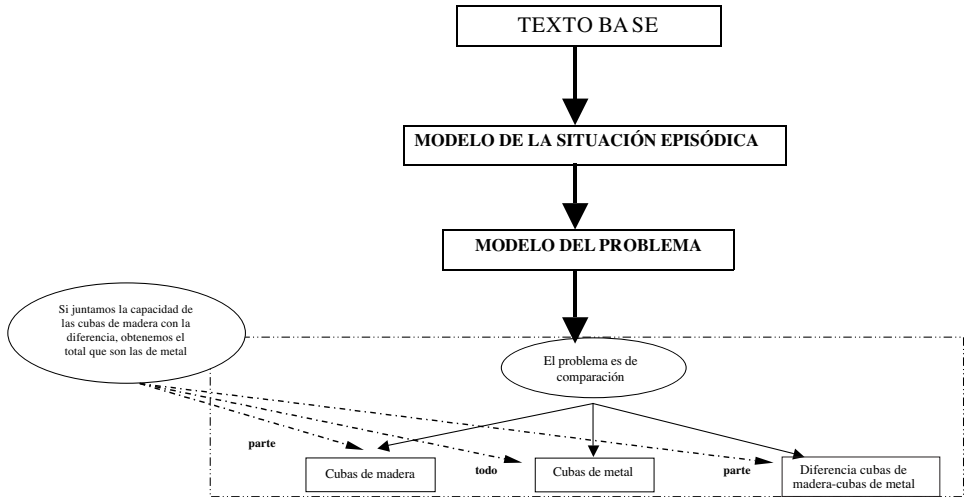 TEXTO BASE
MODELO DE LA SITUACIÓN EPISÓDICA
MODELO DEL PROBLEMA
Si juntamos la capacidad de
las cubas de madera con la
diferencia, obtenemos el
total que son las de metal
El problema es de
comparación
parte
Cubas de madera
todo
Cubas de metal
parte
Diferencia cubas de
madera-cubas de metal